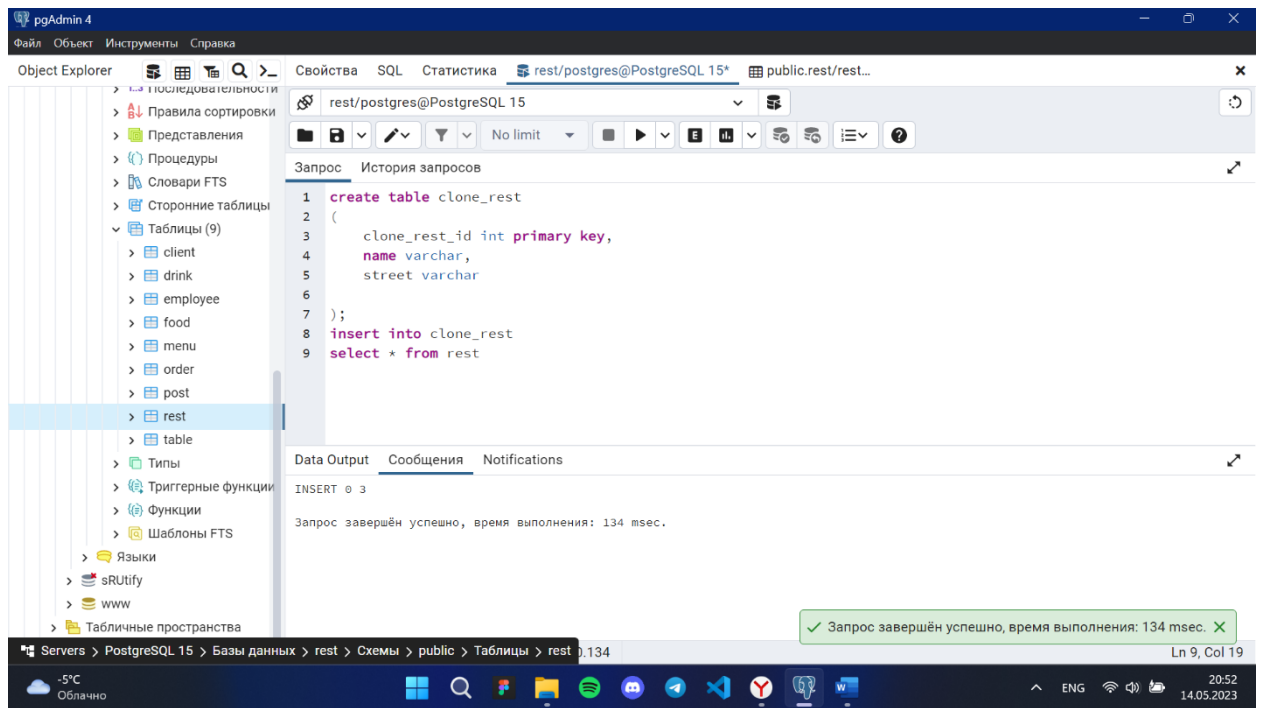 pgAdmin 4
Файл Объект Инструменты Справка
Object Explorer
Свойства SQL Статистика rest/postgres@PostgreSQL 15* public.rest/rest...
Последовательности
Правила сортировки
Представления
Процедуры
Словари FTS
Сторонние таблицы
Таблицы (9)
client
drink
employee
food
menu
order
post
rest
table
Типы
Триггерные функции
Функции
Шаблоны FTS
Языки
sRUtify
www
Табличные пространства
rest/postgres@PostgreSQL 15
No limit
Запрос История запросов
1 create table clone_rest
2 (
3 clone_rest_id int primary key,
4 name varchar,
5 street varchar
6
7 );
8 insert into clone_rest
9 select * from rest
Data Output Сообщения Notifications
INSERT 0 3
Запрос завершён успешно, время выполнения: 134 msec.
Запрос завершён успешно, время выполнения: 134 msec.
Servers > PostgreSQL 15 > Базы данных > rest > Схемы > public > Таблицы > rest
0.134
Ln 9, Col 19
-5°C
Облачно
ENG
20:52
14.05.2023